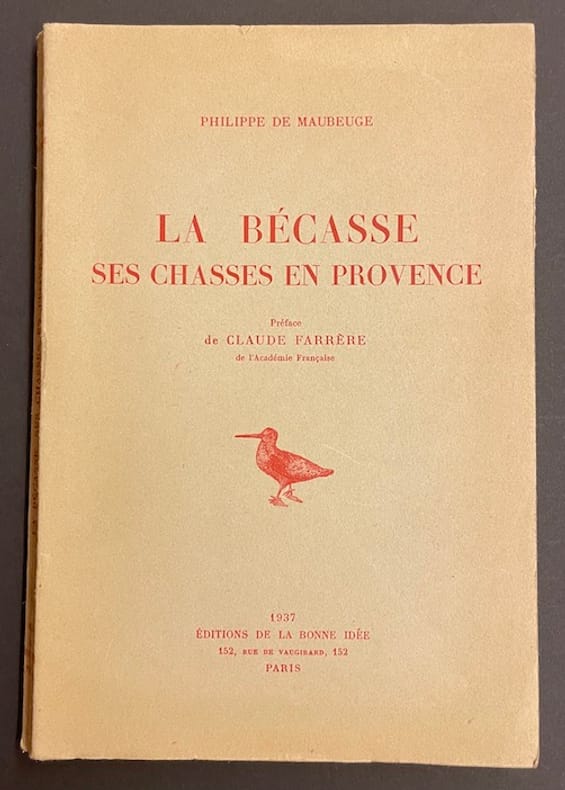 PHILIPPE DE MAUBEUGE
LA BÉCASSE
SES CHASSES EN PROVENCE
Préface
de CLAUDE FARRÈRE
de l'Académie Française
1937
ÉDITIONS DE LA BONNE IDÉE
152, RUE DE VAUGIRARD, 152
PARIS